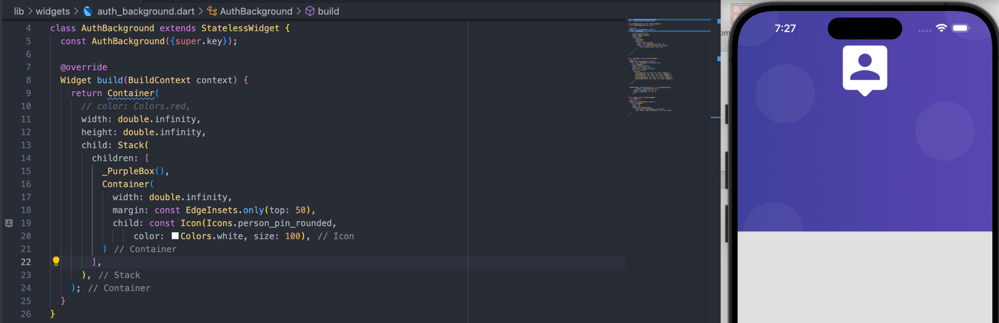 lib > widgets > auth_background.dart > AuthBackground > build
4 class AuthBackground extends StatelessWidget {
5 const AuthBackground({super.key});
6
7 @override
8 Widget build(BuildContext context) {
9 return Container(
10 // color: Colors.red,
11 width: double.infinity,
12 height: double.infinity,
13 child: Stack(
14 children: [
15 _PurpleBox(),
16 Container(
17 width: double.infinity,
18 margin: const EdgeInsets.only(top: 50),
19 child: const Icon(Icons.person_pin_rounded,
20 color: Colors.white, size: 100), // Icon
21 ) // Container
22 ],
23 ), // Stack
24 ); // Container
25 }
26 }
7:27